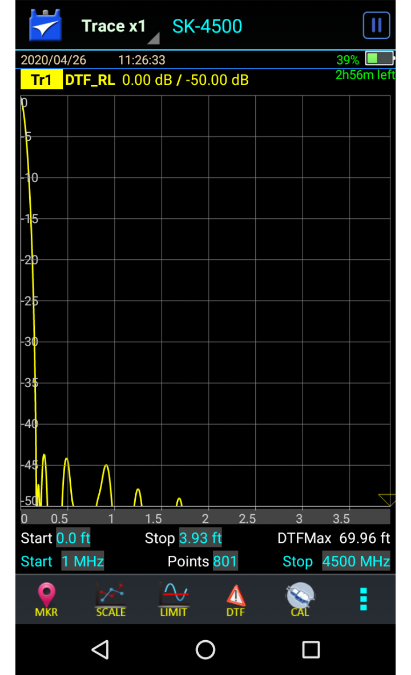 Trace x1 SK-4500
2020/04/26 11:26:33 39%
2h56m left
Tr1 DTF_RL 0.00 dB / -50.00 dB
0
-5
-10
-15
-20
-25
-30
-35
-40
-45
-50
0 0.5 1 1.5 2 2.5 3 3.5
Start 0.0 ft Stop 3.93 ft DTFMax 69.96 ft
Start 1 MHz Points 801 Stop 4500 MHz
MKR SCALE LIMIT DTF CAL